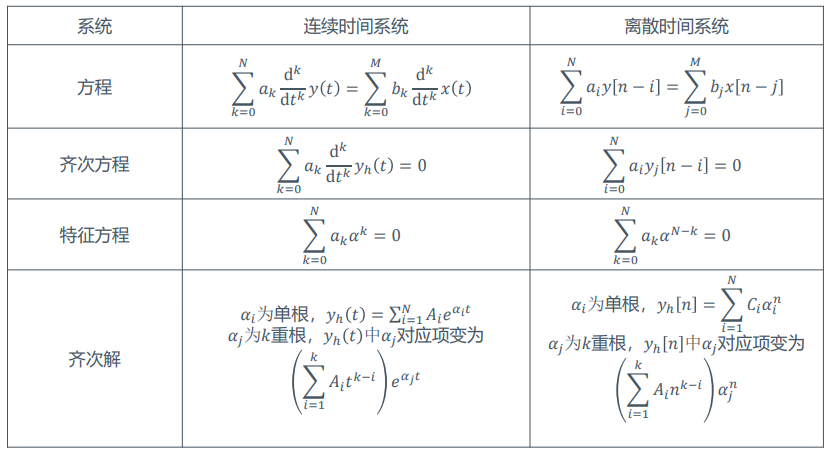 系统 连续时间系统 离散时间系统
方程 $\sum_{k=0}^{N} a_k \frac{\mathrm{d}^k}{\mathrm{d}t^k} y(t) = \sum_{k=0}^{M} b_k \frac{\mathrm{d}^k}{\mathrm{d}t^k} x(t)$ $\sum_{i=0}^{N} a_i y[n-i] = \sum_{j=0}^{M} b_j x[n-j]$
齐次方程 $\sum_{k=0}^{N} a_k \frac{\mathrm{d}^k}{\mathrm{d}t^k} y_h(t) = 0$ $\sum_{i=0}^{N} a_i y_j[n-i] = 0$
特征方程 $\sum_{k=0}^{N} a_k \alpha^k = 0$ $\sum_{k=0}^{N} a_k \alpha^{N-k} = 0$
齐次解
$\alpha_i$为单根，$y_h(t) = \sum_{i=1}^{N} A_i e^{\alpha_i t}$
$\alpha_j$为$k$重根，$y_h(t)$中$\alpha_j$对应项变为
$\left( \sum_{i=1}^{k} A_i t^{k-i} \right) e^{\alpha_j t}$
$\alpha_i$为单根，$y_h[n] = \sum_{i=1}^{N} C_i \alpha_i^n$
$\alpha_j$为$k$重根，$y_h[n]$中$\alpha_j$对应项变为
$\left( \sum_{i=1}^{k} A_i n^{k-i} \right) \alpha_j^n$